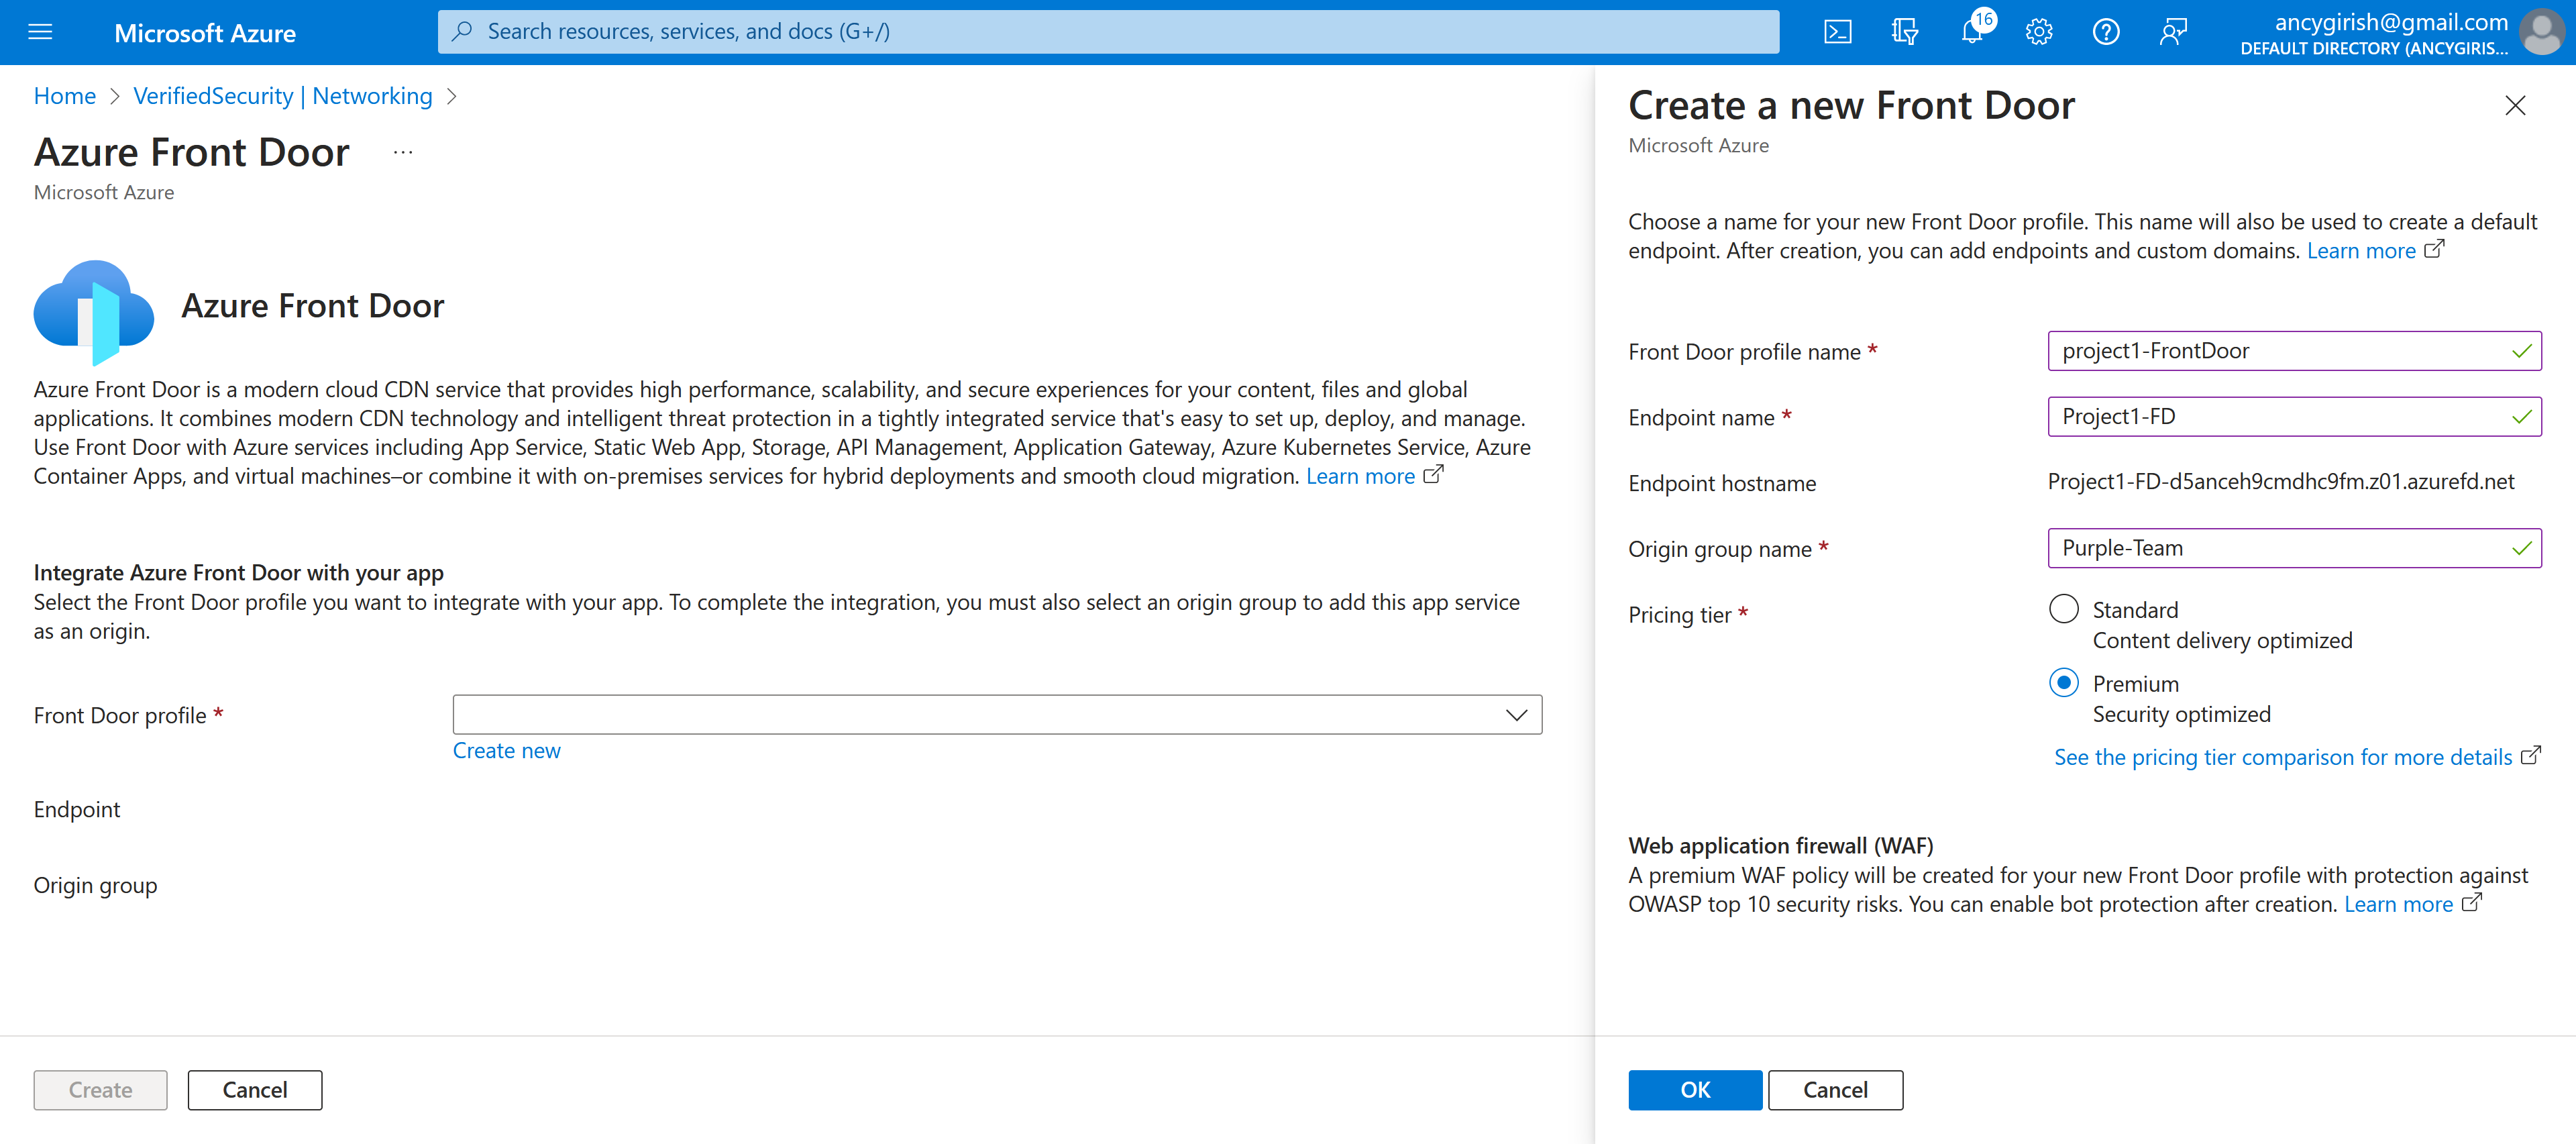 Microsoft Azure
Search resources, services, and docs (G+/)
16
ancygirish@gmail.com
DEFAULT DIRECTORY (ANCYGIRIS...
Home > VerifiedSecurity | Networking >
Azure Front Door ...
Microsoft Azure
Azure Front Door
Azure Front Door is a modern cloud CDN service that provides high performance, scalability, and secure experiences for your content, files and global
applications. It combines modern CDN technology and intelligent threat protection in a tightly integrated service that's easy to set up, deploy, and manage.
Use Front Door with Azure services including App Service, Static Web App, Storage, API Management, Application Gateway, Azure Kubernetes Service, Azure
Container Apps, and virtual machines–or combine it with on-premises services for hybrid deployments and smooth cloud migration. Learn more
Integrate Azure Front Door with your app
Select the Front Door profile you want to integrate with your app. To complete the integration, you must also select an origin group to add this app service
as an origin.
Front Door profile *
Create new
Endpoint
Origin group
Create
Cancel
Create a new Front Door
Microsoft Azure
Choose a name for your new Front Door profile. This name will also be used to create a default
endpoint. After creation, you can add endpoints and custom domains. Learn more
Front Door profile name * project1-FrontDoor
Endpoint name * Project1-FD
Endpoint hostname Project1-FD-d5anceh9cmdhc9fm.z01.azurefd.net
Origin group name * Purple-Team
Pricing tier * Standard
Content delivery optimized
Premium
Security optimized
See the pricing tier comparison for more details
Web application firewall (WAF)
A premium WAF policy will be created for your new Front Door profile with protection against
OWASP top 10 security risks. You can enable bot protection after creation. Learn more
OK
Cancel